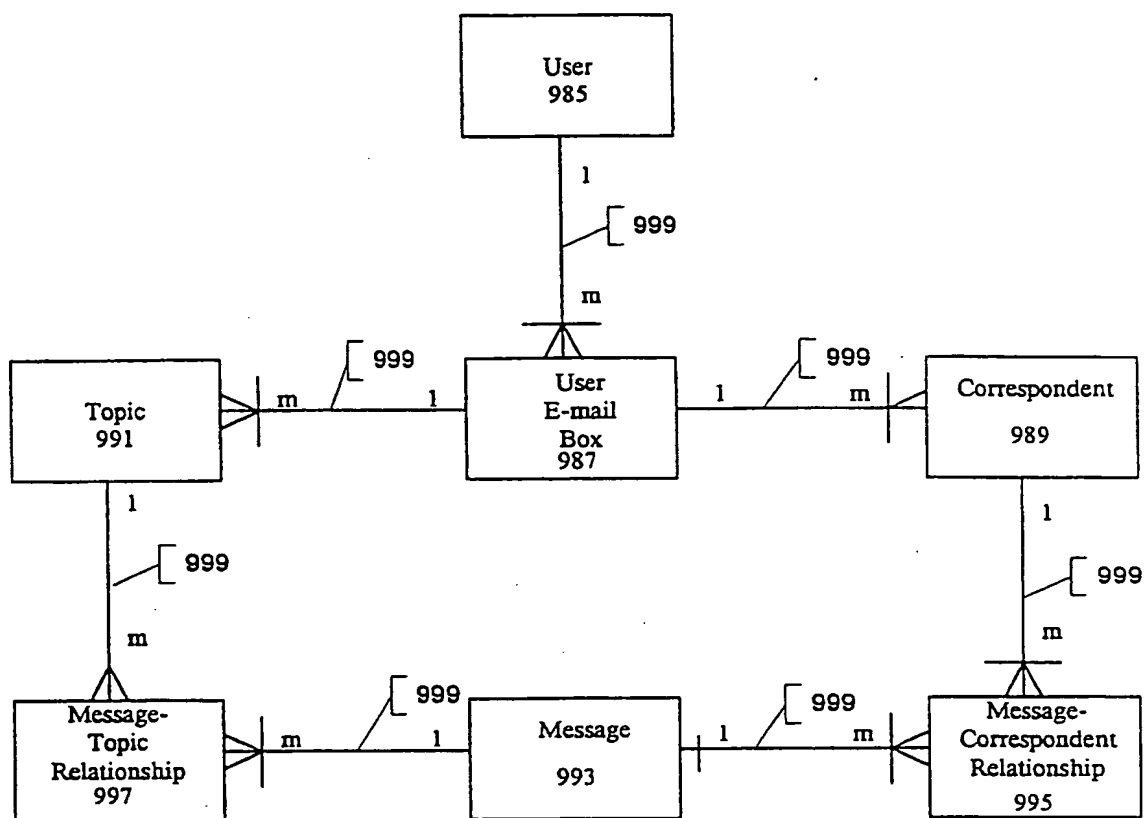 User
985
1
999
m
999
999
Topic
991
m
1
User
E-mail
Box
987
1
m
Correspondent
989
1
999
m
1
999
m
Message-
Topic
Relationship
997
999
m
1
Message
993
999
1
m
Message-
Correspondent
Relationship
995